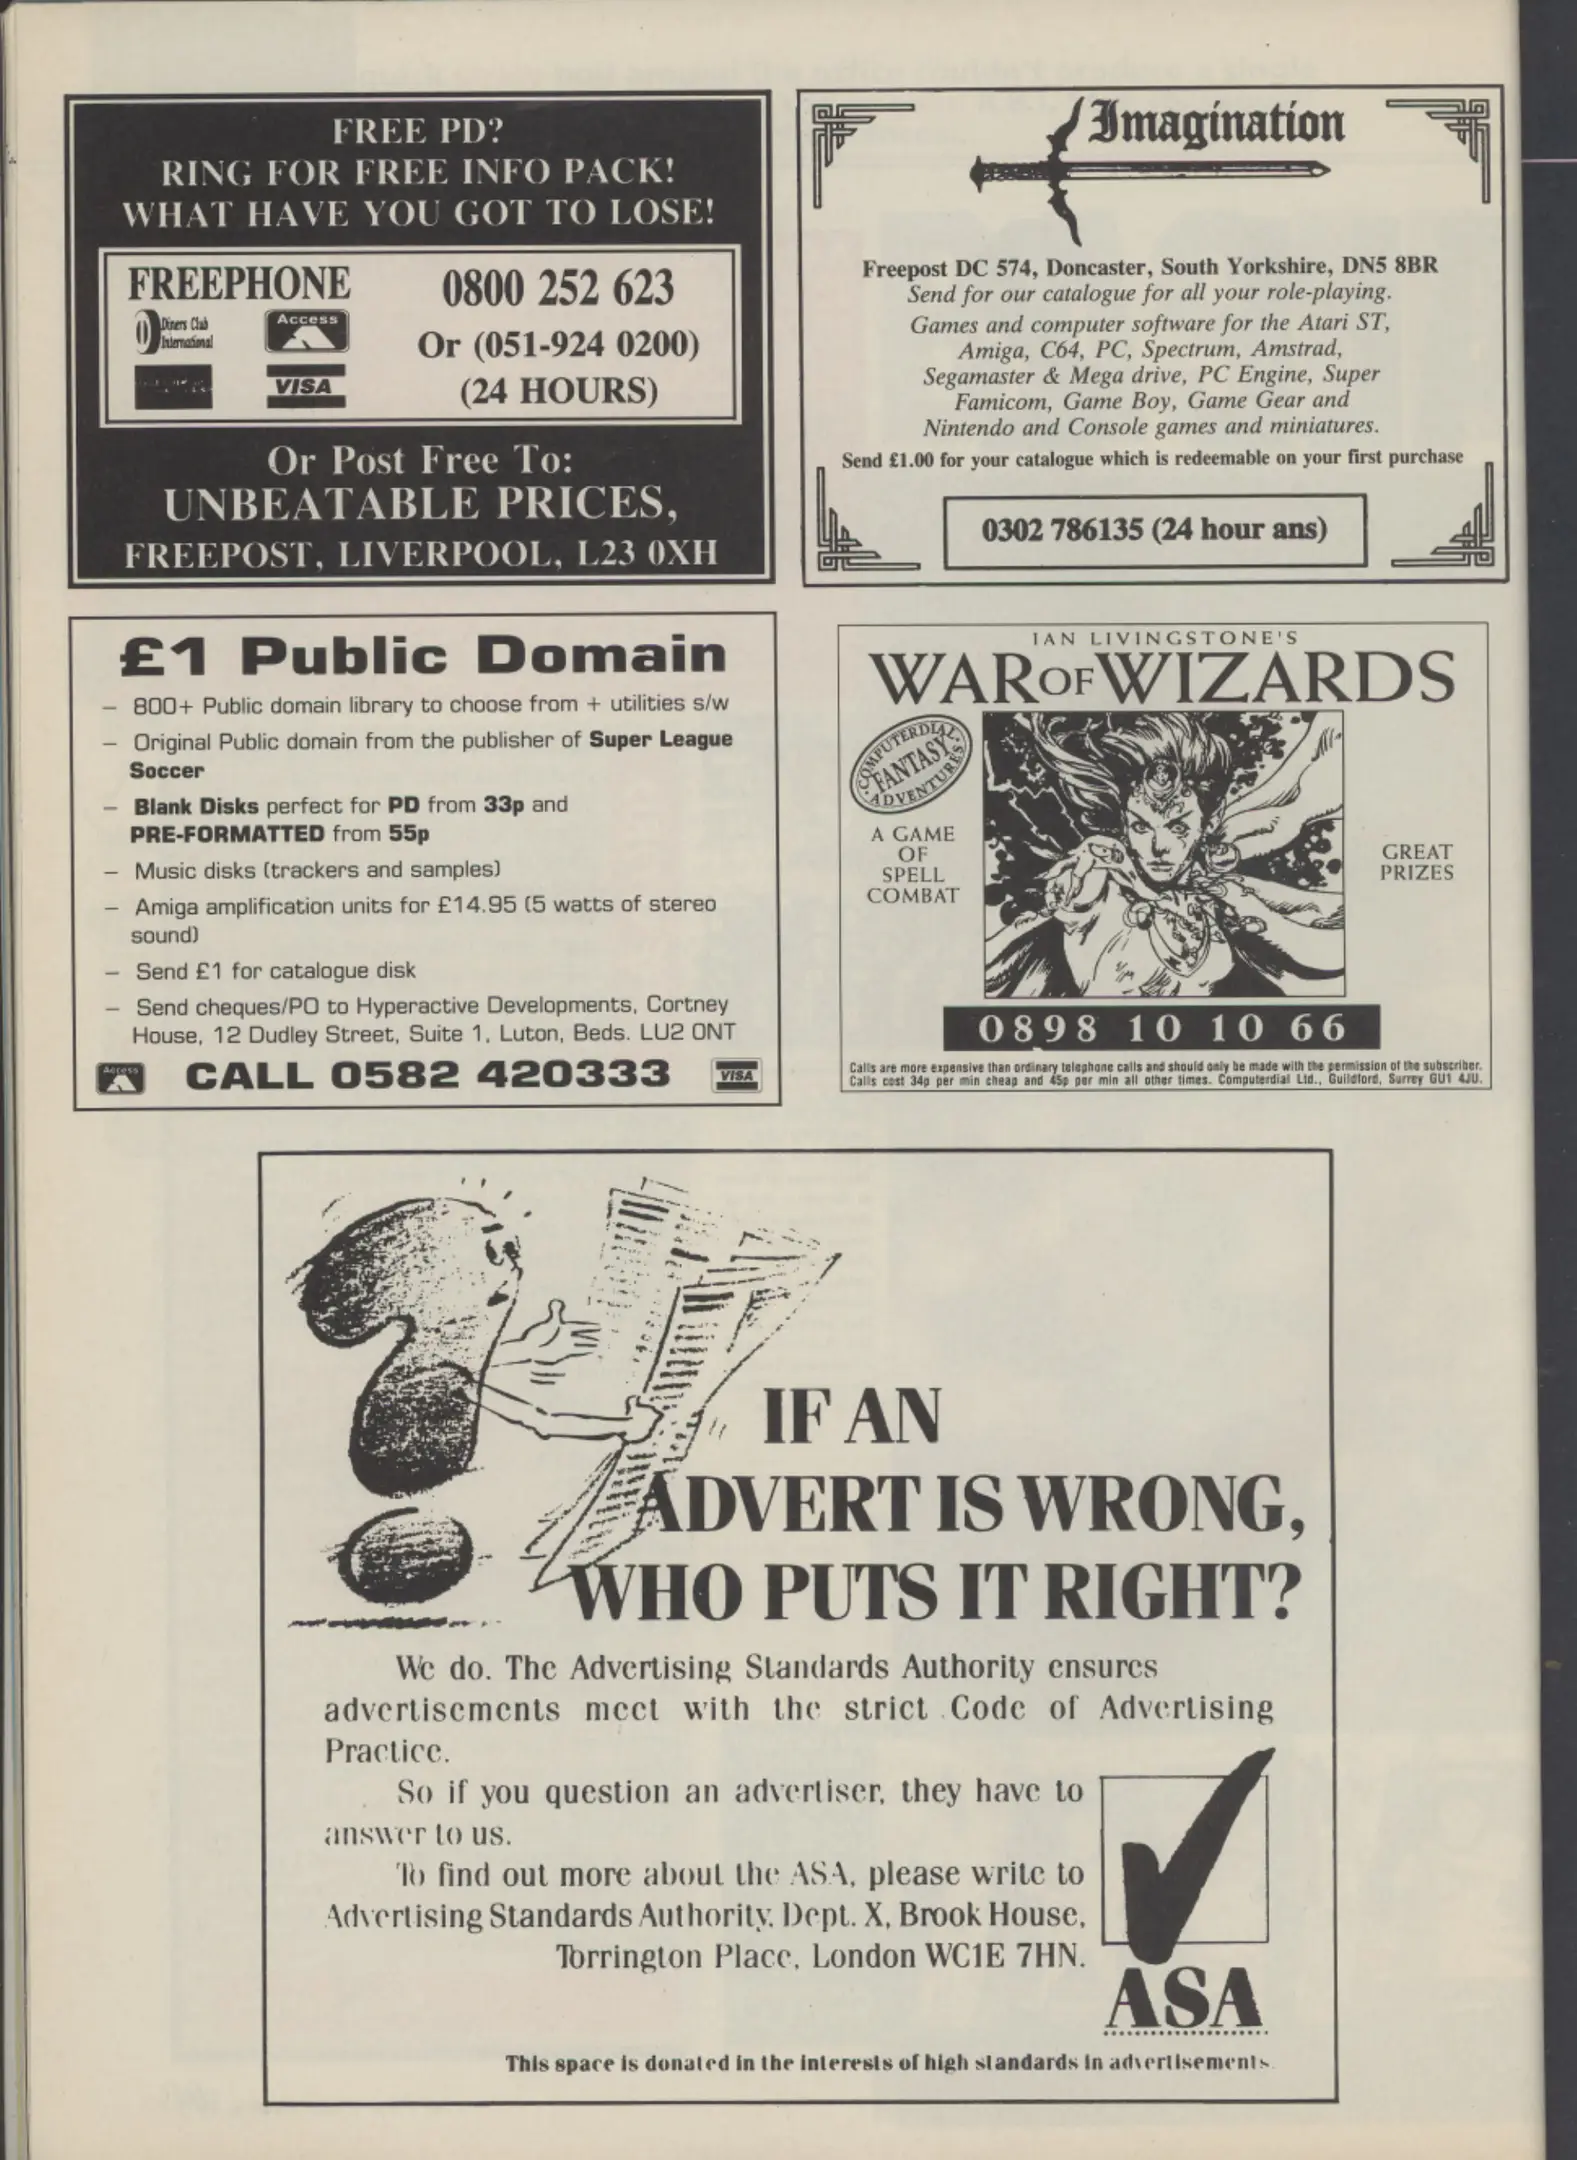 FREE PD?
RING FOR FREE INFO PACK!
WHAT HAVE YOU GOT TO LOSE!
FREEPHONE
0800 252 623
Diners Club
International
Access
VISA
Or (051-924 0200)
(24 HOURS)
Or Post Free To:
UNBEATABLE PRICES,
FREEPOST, LIVERPOOL, L23 0XH
Imagination
Freepost DC 574, Doncaster, South Yorkshire, DN5 8BR
Send for our catalogue for all your role-playing.
Games and computer software for the Atari ST,
Amiga, C64, PC, Spectrum, Amstrad,
Segamaster & Mega drive, PC Engine, Super
Famicom, Game Boy, Game Gear and
Nintendo and Console games and miniatures.
Send £1.00 for your catalogue which is redeemable on your first purchase
0302 786135 (24 hour ans)
£1 Public Domain
– 800+ Public domain library to choose from + utilities s/w
– Original Public domain from the publisher of Super League
Soccer
– Blank Disks perfect for PD from 33p and
PRE-FORMATTED from 55p
– Music disks (trackers and samples)
– Amiga amplification units for £14.95 (5 watts of stereo
sound)
– Send £1 for catalogue disk
– Send cheques/PO to Hyperactive Developments, Cortney
House, 12 Dudley Street, Suite 1, Luton, Beds. LU2 0NT
Access
CALL 0582 420333
VISA
IAN LIVINGSTONE'S
WAR OF WIZARDS
COMPUTERDIAL
FANTASY
ADVENTURES
A GAME
OF
SPELL
COMBAT
GREAT
PRIZES
0898 10 10 66
Calls are more expensive than ordinary telephone calls and should only be made with the permission of the subscriber.
Calls cost 34p per min cheap and 45p per min all other times. Computerdial Ltd., Guildford, Surrey GU1 4JU.
IF AN
ADVERT IS WRONG,
WHO PUTS IT RIGHT?
We do. The Advertising Standards Authority ensures
advertisements meet with the strict Code of Advertising
Practice.
So if you question an advertiser, they have to
answer to us.
To find out more about the ASA, please write to
Advertising Standards Authority, Dept. X, Brook House,
Torrington Place, London WC1E 7HN.
ASA
This space is donated in the interests of high standards in advertisements.